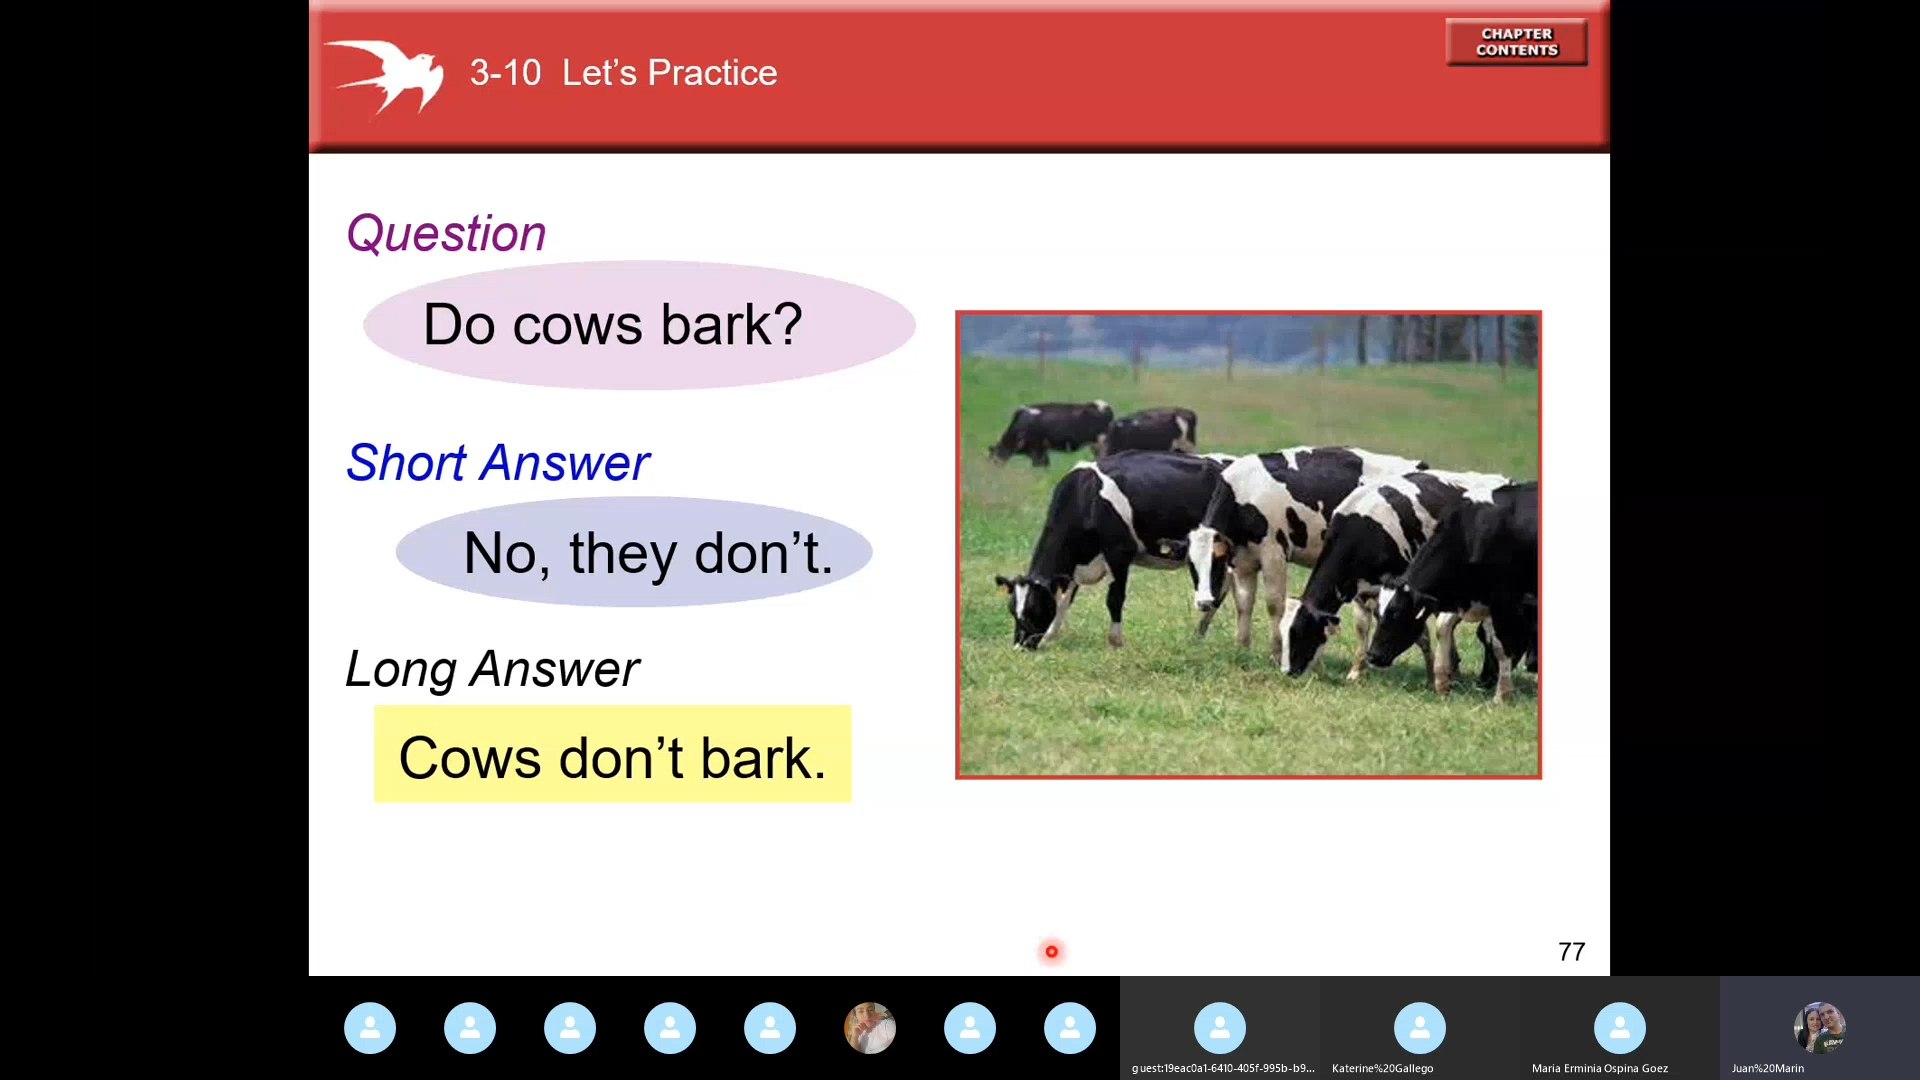 3-10 Let's Practice
CHAPTER
CONTENTS
Question
Do cows bark?
Short Answer
No, they don't.
Long Answer
Cows don't bark.
77
guest:19eac0a1-6410-405f-995b-b9...
Katerine%20Gallego
Maria Erminia Ospina Goez
Juan%20Marin